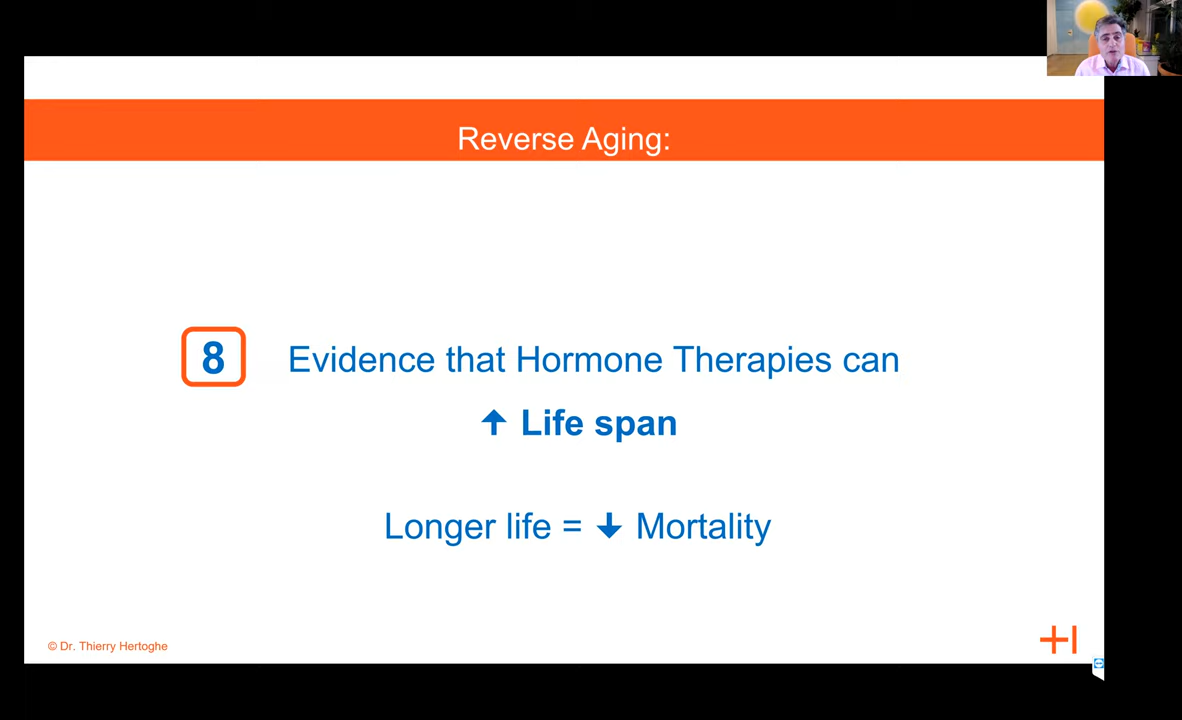 Reverse Aging:
8 Evidence that Hormone Therapies can
↑ Life span
Longer life = ↓ Mortality
© Dr. Thierry Hertoghe